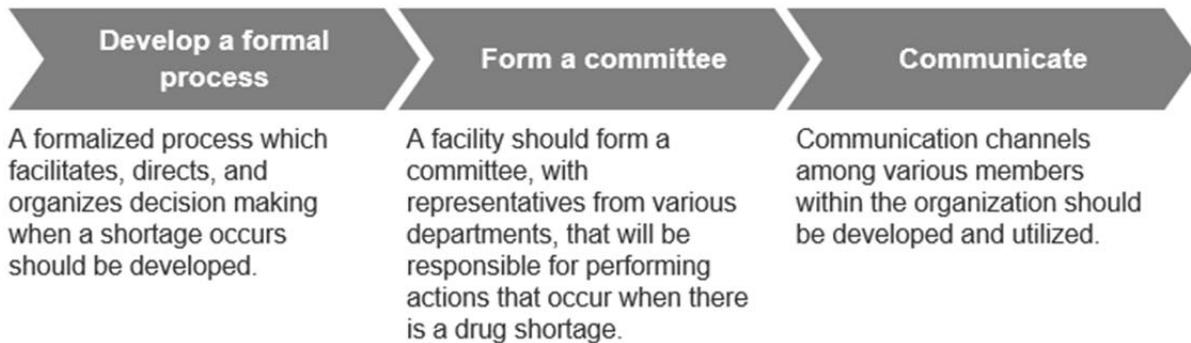 Develop a formal
process
A formalized process which
facilitates, directs, and
organizes decision making
when a shortage occurs
should be developed.
Form a committee
A facility should form a
committee, with
representatives from various
departments, that will be
responsible for performing
actions that occur when there
is a drug shortage.
Communicate
Communication channels
among various members
within the organization should
be developed and utilized.